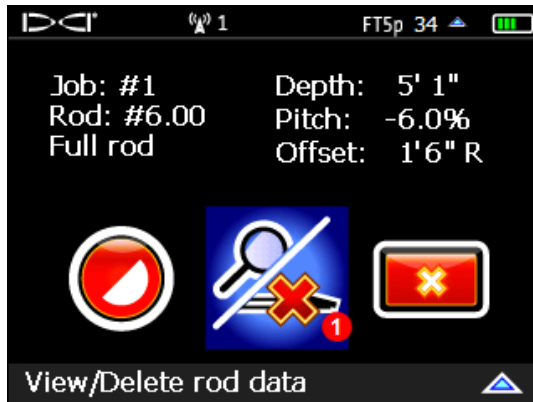 DCI 1 FT5p 34
Job: #1 Depth: 5' 1"
Rod: #6.00 Pitch: -6.0%
Full rod Offset: 1'6" R
1
View/Delete rod data